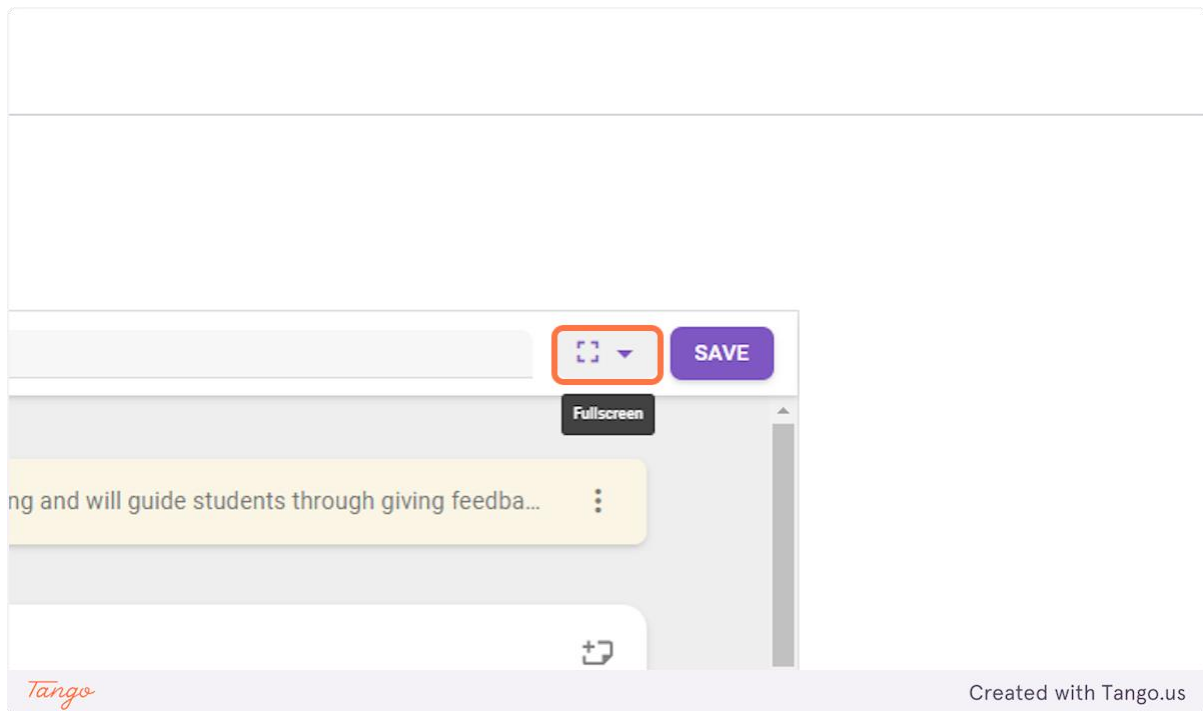 SAVE
Fullscreen
ng and will guide students through giving feedba...
Tango
Created with Tango.us